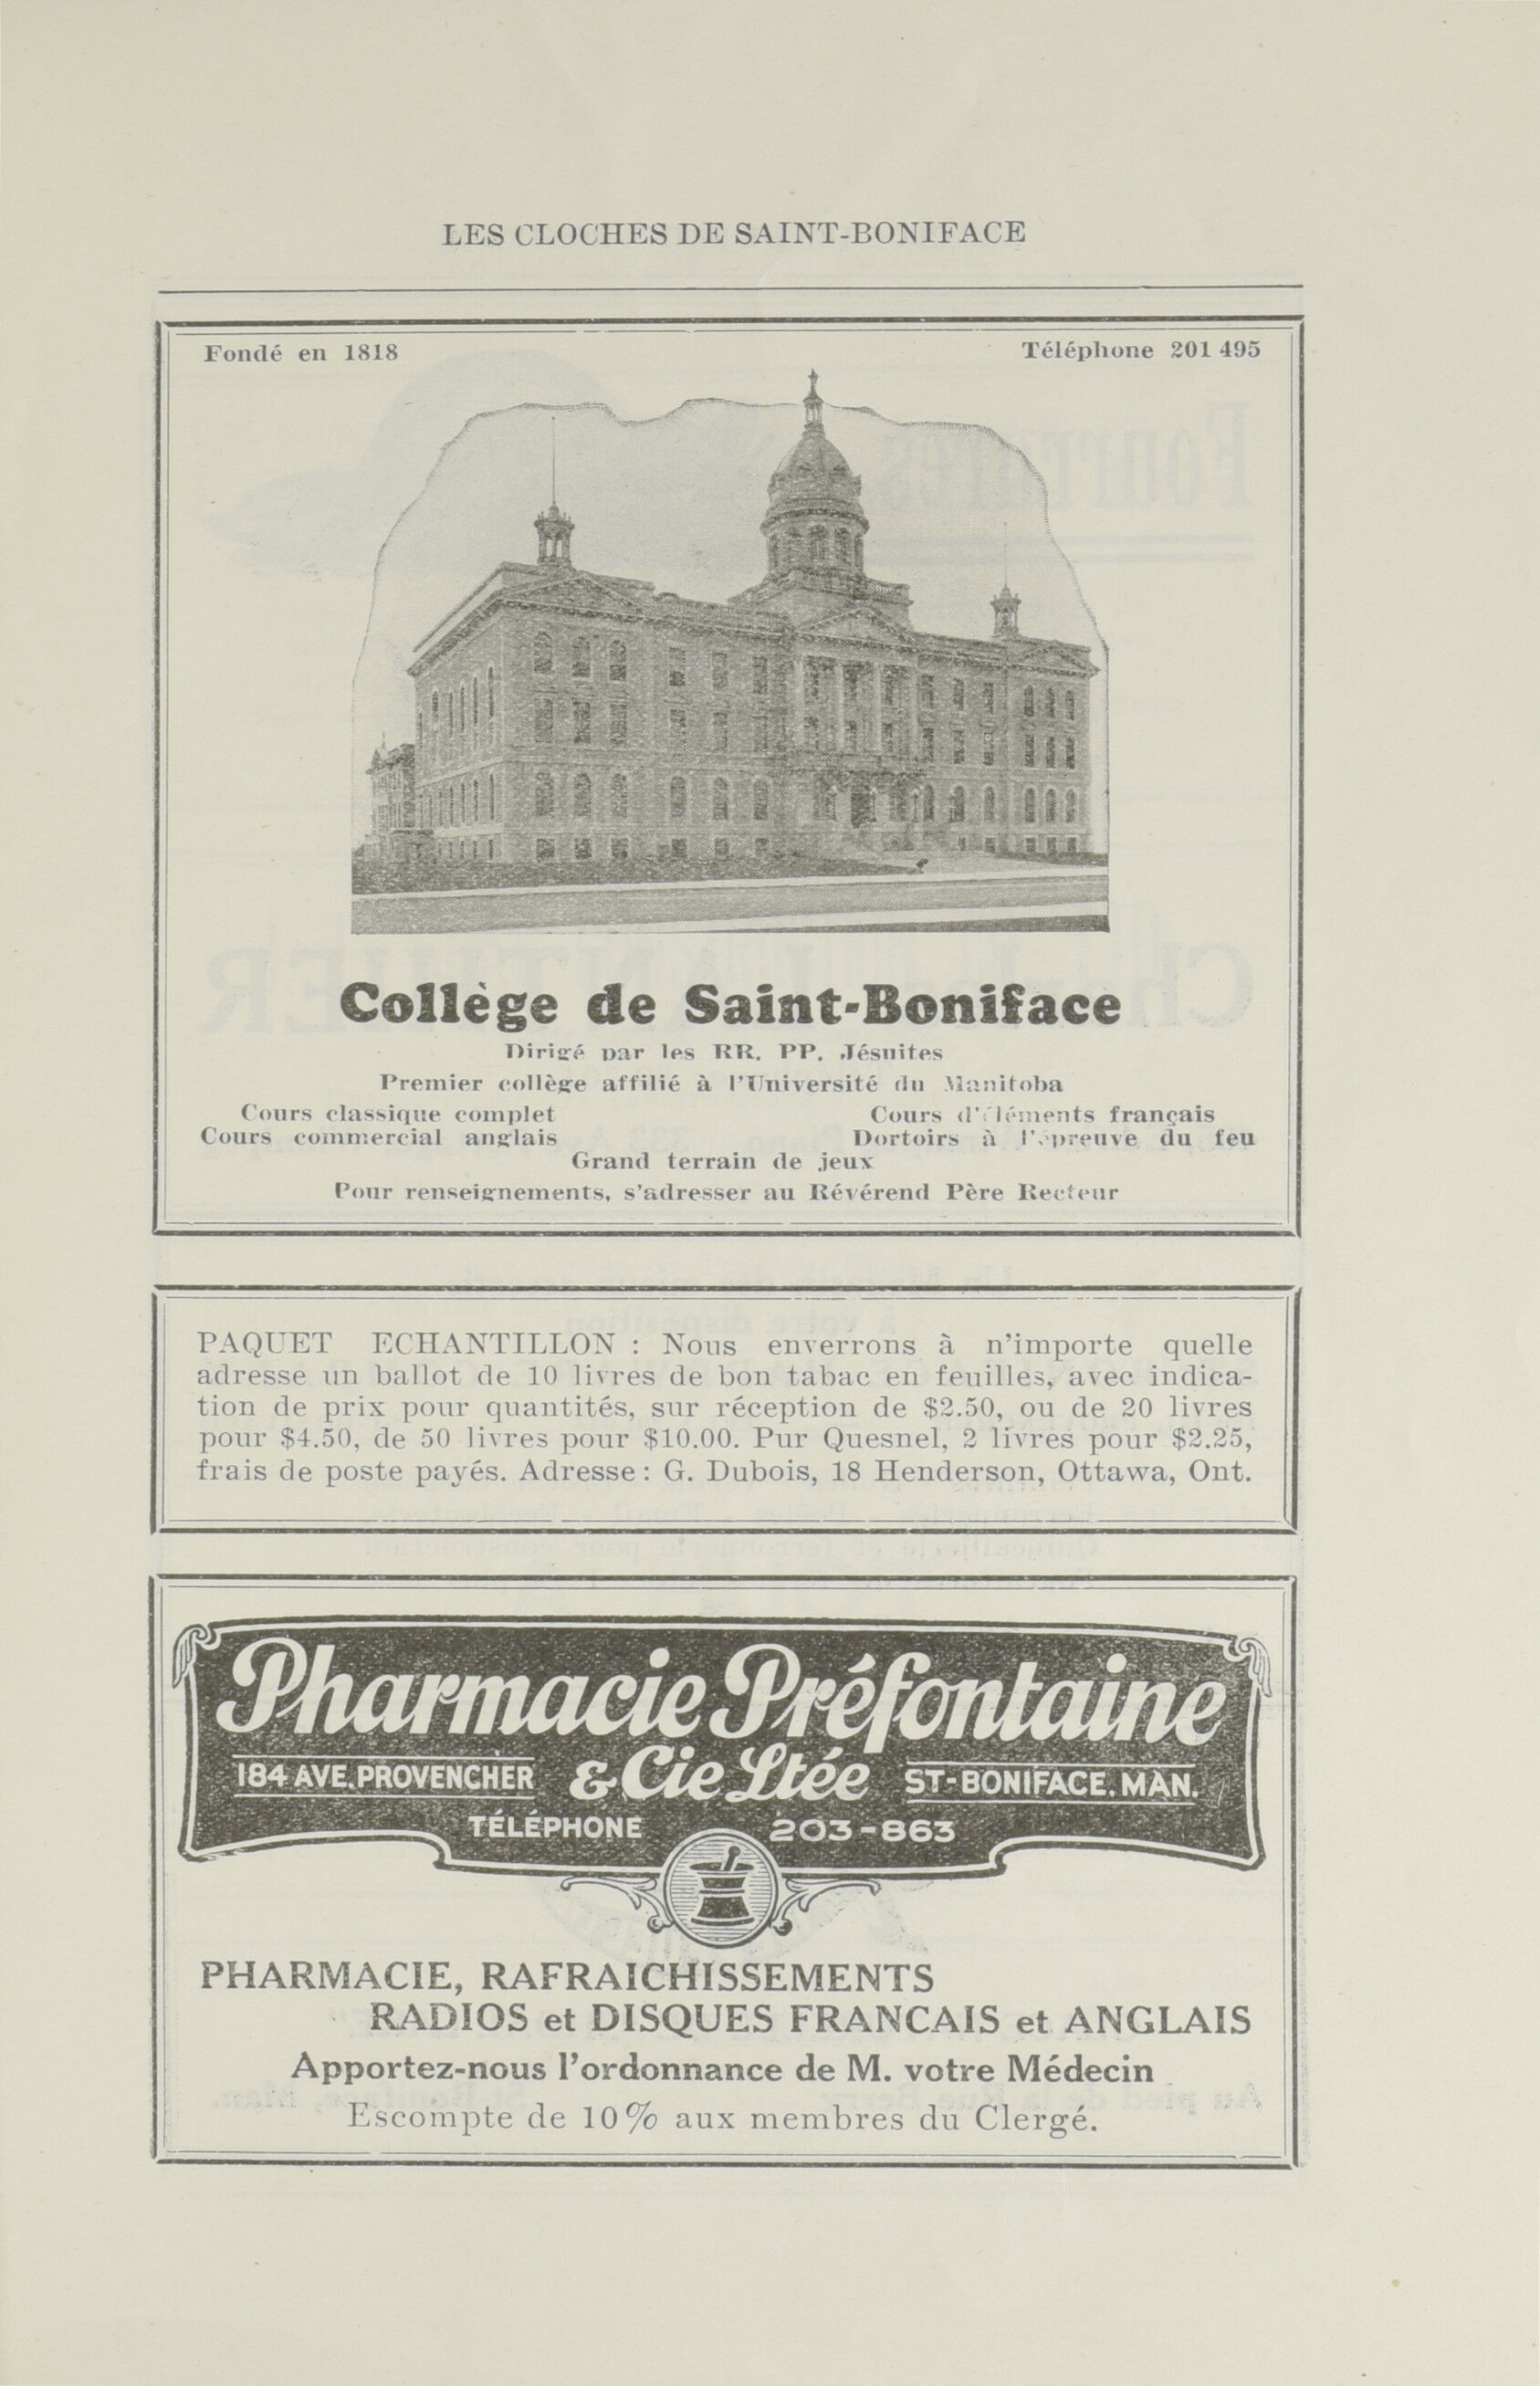 LES CLOCHES DE SAINT-BONIFACE
Fondé en 1818 Téléphone 201 495
Collège de Saint-Boniface
Dirigé par les RR. PP. Jésuites
Premier collège affilié à l'Université du Manitoba
Cours classique complet Cours d'éléments français
Cours commercial anglais Dortoirs à l'épreuve du feu
Grand terrain de jeux
Pour renseignements, s'adresser au Révérend Père Recteur
PAQUET ECHANTILLON : Nous enverrons à n'importe quelle
adresse un ballot de 10 livres de bon tabac en feuilles, avec indica-
tion de prix pour quantités, sur réception de $2.50, ou de 20 livres
pour $4.50, de 50 livres pour $10.00. Pur Quesnel, 2 livres pour $2.25,
frais de poste payés. Adresse : G. Dubois, 18 Henderson, Ottawa, Ont.
Pharmacie Préfontaine
184 AVE. PROVENCHER & Cie Ltée ST-BONIFACE. MAN.
TÉLÉPHONE 203-863
PHARMACIE, RAFRAICHISSEMENTS
RADIOS et DISQUES FRANCAIS et ANGLAIS
Apportez-nous l'ordonnance de M. votre Médecin
Escompte de 10% aux membres du Clergé.